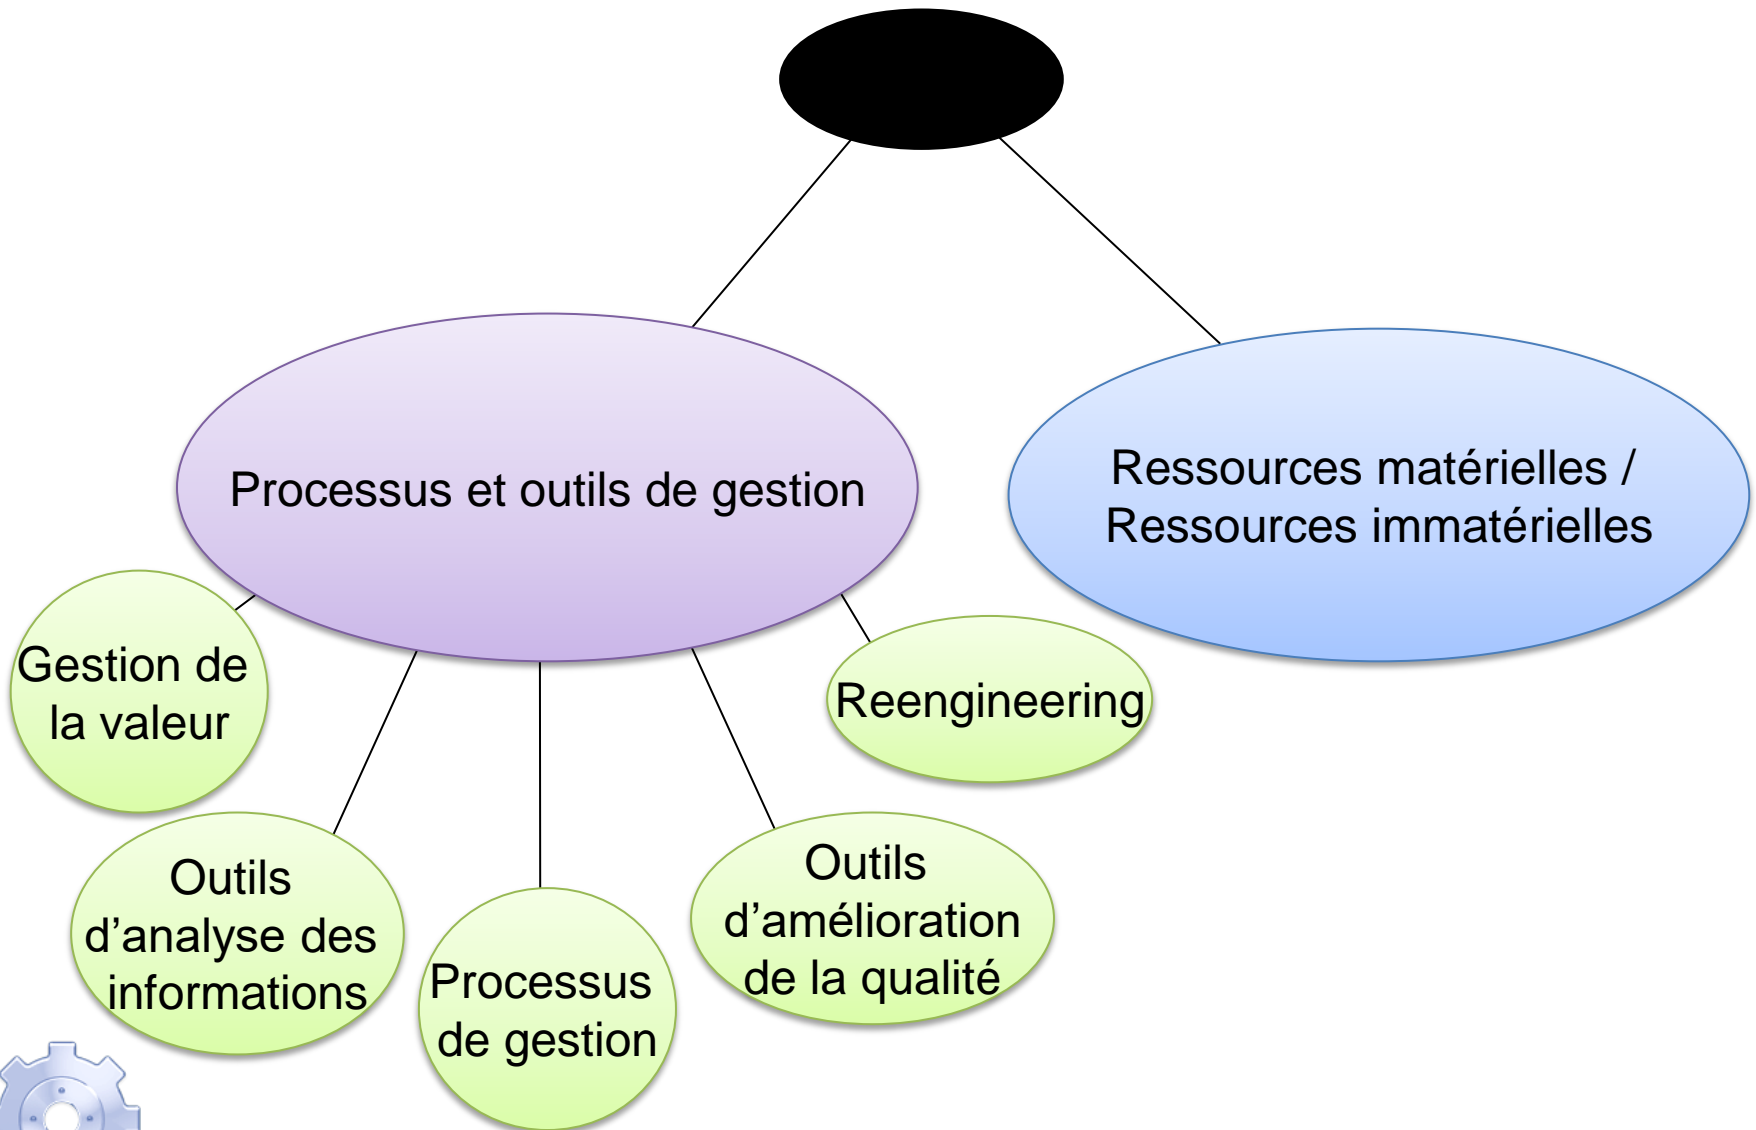 Processus et outils de gestion
Ressources matérielles /
Ressources immatérielles
Gestion de
la valeur
Reengineering
Outils
d’analyse des
informations
Processus
de gestion
Outils
d’amélioration
de la qualité